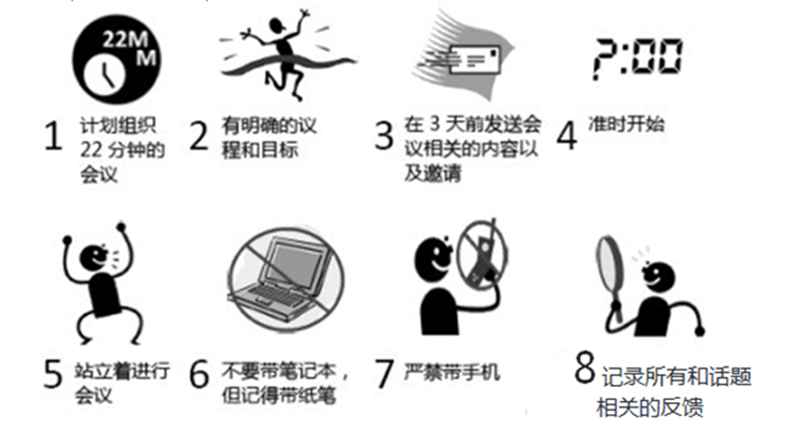 22M
M
?:00
1 计划组织
22 分钟的
会议
2 有明确的议
程和目标
3 在 3 天前发送会
议相关的内容以
及邀请
4 准时开始
5 站立着进行
会议
6 不要带笔记本，
但记得带纸笔
7 严禁带手机
8 记录所有和话题
相关的反馈